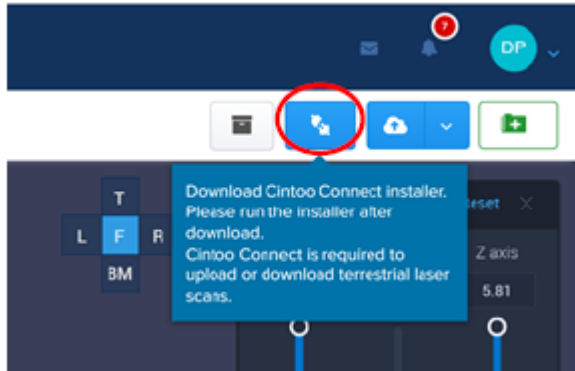 7
DP
T
L F R
BM
Download Cintoo Connect installer.
Please run the installer after
download.
Cintoo Connect is required to
upload or download terrestrial laser
scans.
eset
Z axis
5.81